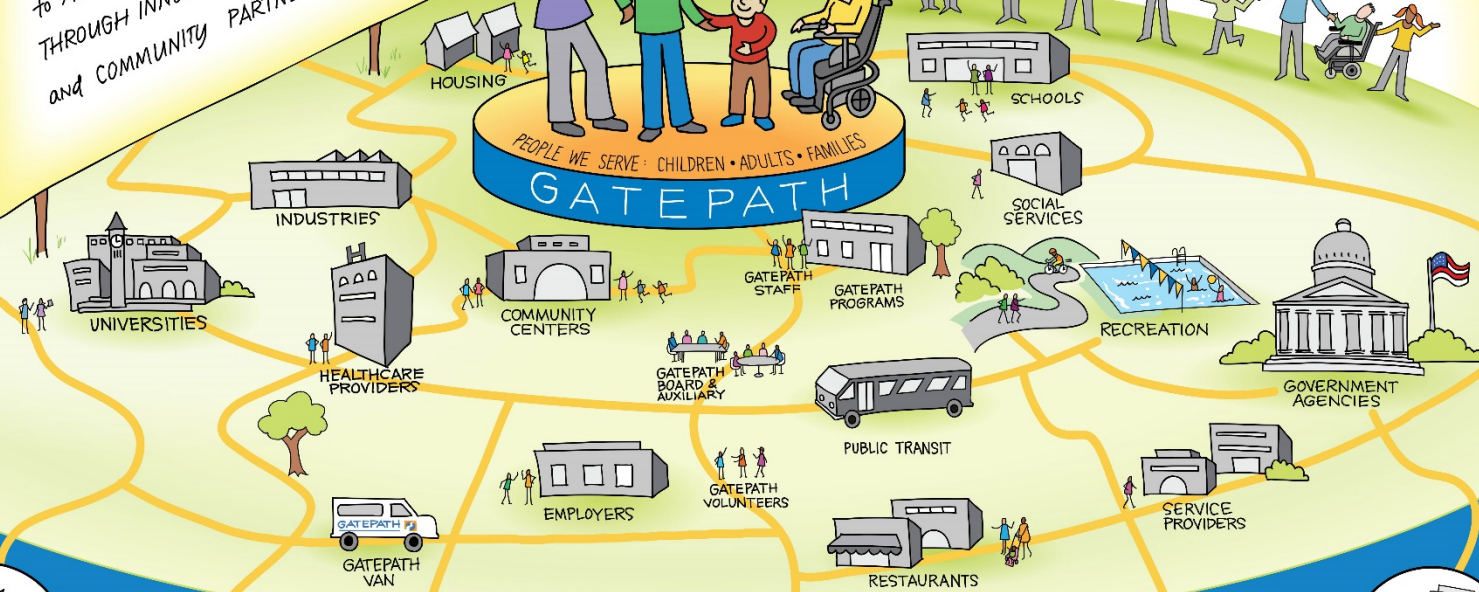 to
THROUGH
and COMMUNITY
HOUSING
SCHOOLS
PEOPLE WE SERVE: CHILDREN • ADULTS • FAMILIES
GATEPATH
INDUSTRIES
SOCIAL
SERVICES
UNIVERSITIES
H
HEALTHCARE
PROVIDERS
COMMUNITY
CENTERS
GATEPATH
STAFF
GATEPATH
PROGRAMS
RECREATION
GOVERNMENT
AGENCIES
GATEPATH
BOARD &
AUXILIARY
PUBLIC TRANSIT
EMPLOYERS
GATEPATH
VOLUNTEERS
SERVICE
PROVIDERS
GATEPATH
GATEPATH
VAN
RESTAURANTS